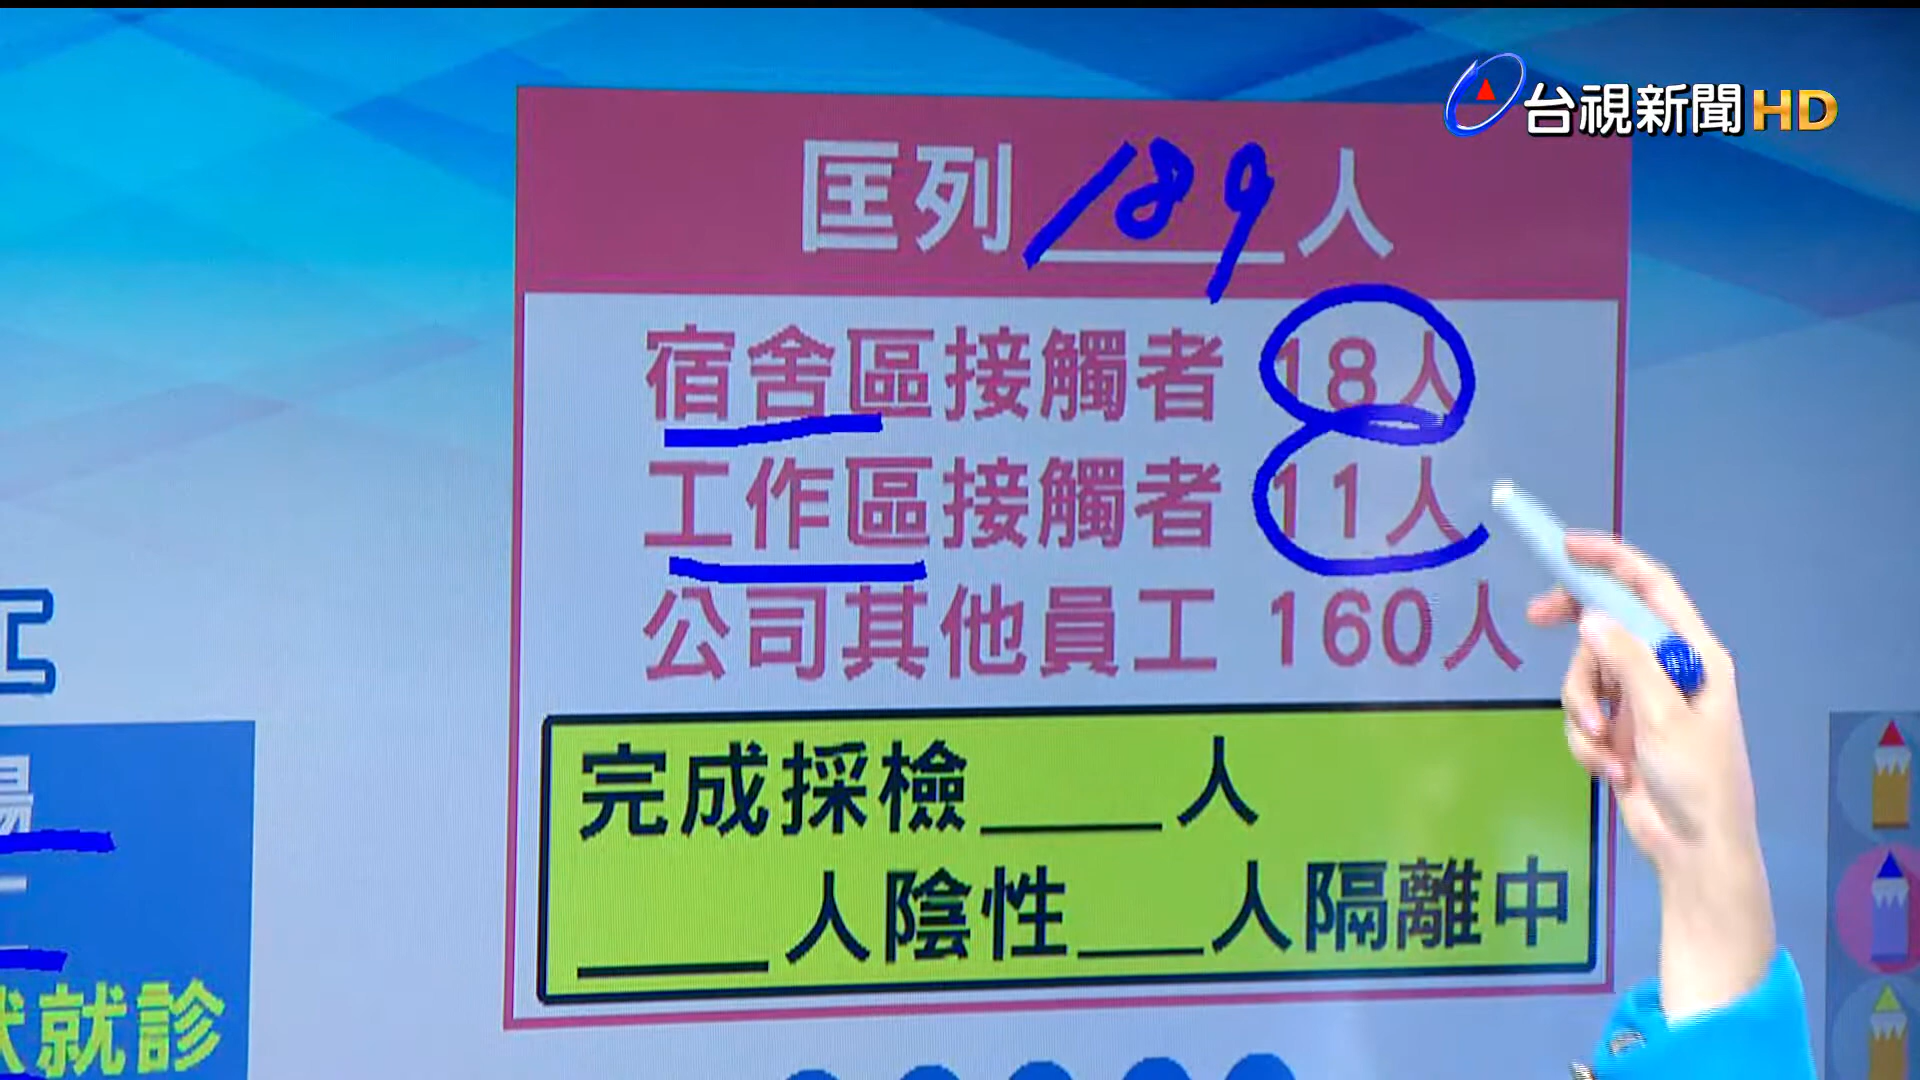 台視新聞HD
匡列189人
宿舍區接觸者 18人
工作區接觸者 11人
公司其他員工 160人
完成採檢____人
____人陰性___人隔離中
工
就診